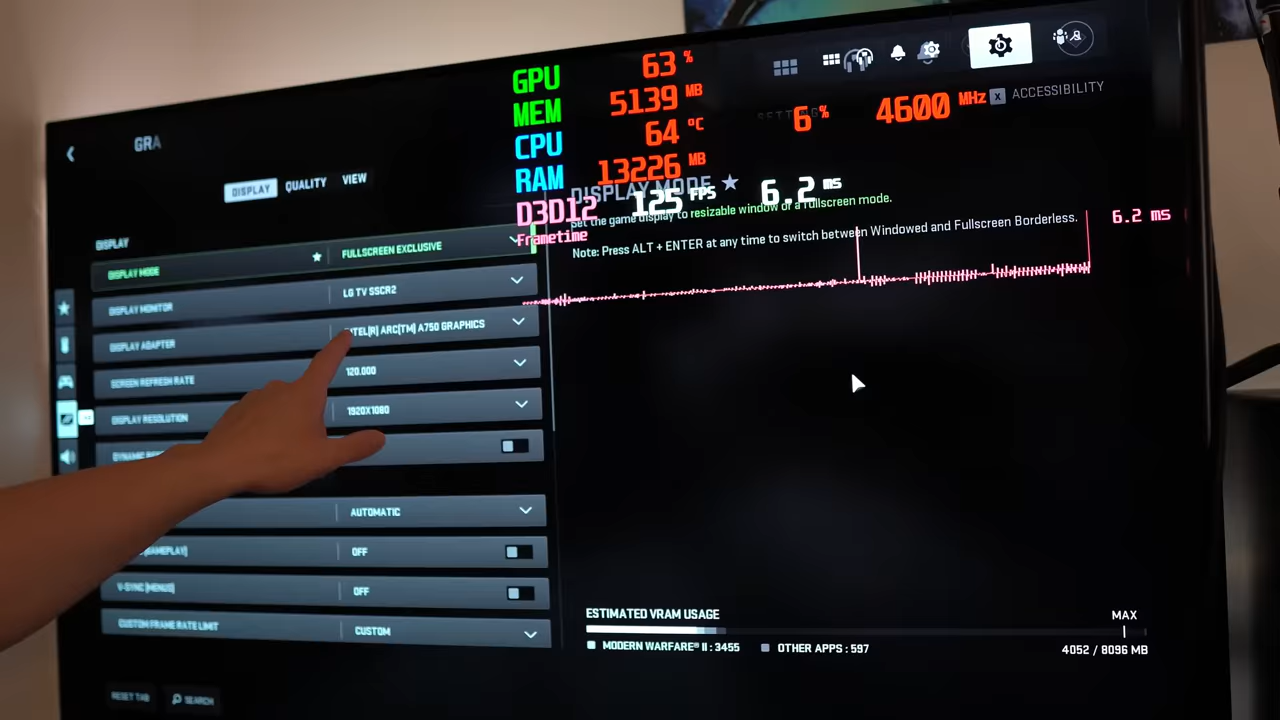 GPU 63 %
MEM 5139 MB
CPU 64 °C 6 % 4600 MHz
RAM 13226 MB
D3D12 125 FPS 6.2 ms
Frametime
6.2 ms
X ACCESSIBILITY
GRA
DISPLAY QUALITY VIEW
DISPLAY
DISPLAY MODE FULLSCREEN EXCLUSIVE
DISPLAY MONITOR LG TV SSCR2
DISPLAY ADAPTER INTEL(R) ARC(TM) A750 GRAPHICS
SCREEN REFRESH RATE 120.000
DISPLAY RESOLUTION 1920X1080
AUTOMATIC
OFF
V-SYNC (MENUS) OFF
CUSTOM FRAME RATE LIMIT CUSTOM
RESET TAB SEARCH
DISPLAY MODE
Set the game display to resizable window or a fullscreen mode.
Note: Press ALT + ENTER at any time to switch between Windowed and Fullscreen Borderless.
ESTIMATED VRAM USAGE MAX
MODERN WARFARE® II : 3455 OTHER APPS : 597 4052 / 8096 MB